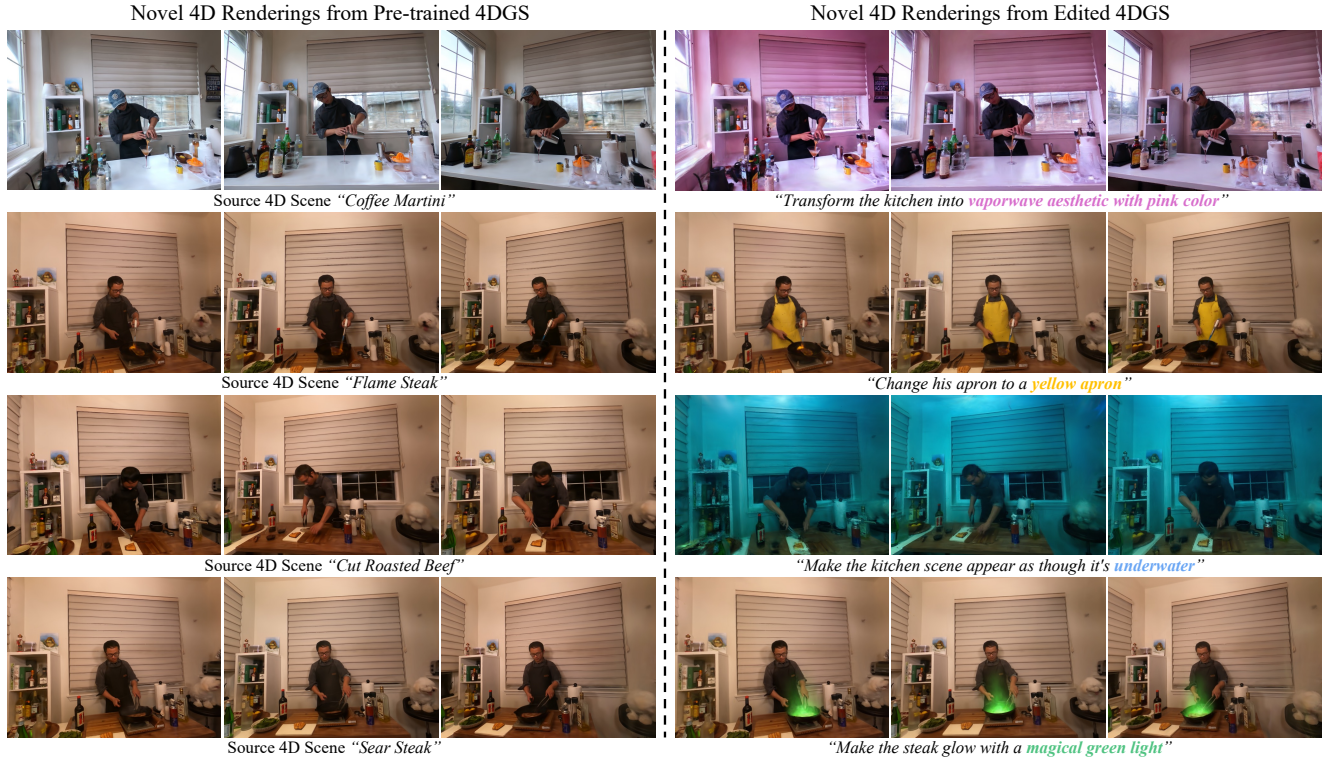 Novel 4D Renderings from Pre-trained 4DGS
Novel 4D Renderings from Edited 4DGS
Source 4D Scene “Coffee Martini”
“Transform the kitchen into vaporwave aesthetic with pink color”
Source 4D Scene “Flame Steak”
“Change his apron to a yellow apron”
Source 4D Scene “Cut Roasted Beef”
“Make the kitchen scene appear as though it's underwater”
Source 4D Scene “Sear Steak”
“Make the steak glow with a magical green light”